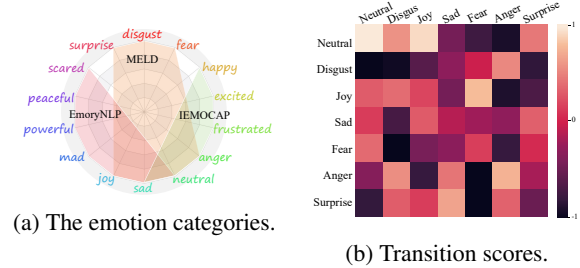 disgust
surprise
fear
MELD
scared
happy
peaceful
excited
EmoryNLP
IEMOCAP
powerful
frustrated
mad
anger
joy
sad
neutral
(a) The emotion categories.
Neutral Disgus Joy Sad Fear Anger Surprise
Neutral
Disgust
Joy
Sad
Fear
Anger
Surprise
1
0
-1
(b) Transition scores.